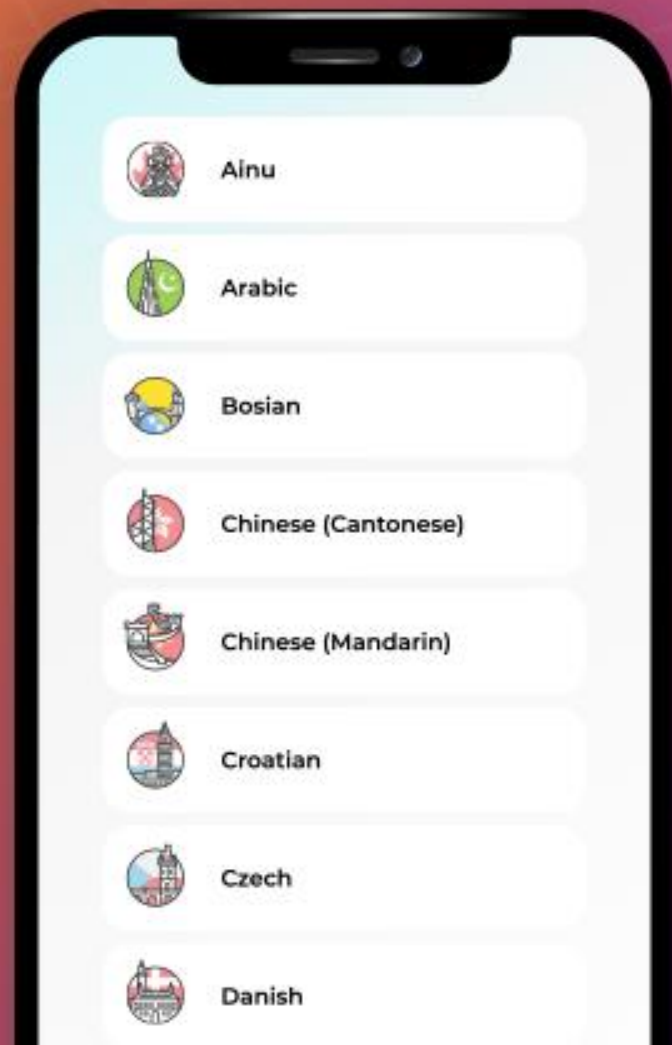 Ainu
Arabic
Bosian
Chinese (Cantonese)
Chinese (Mandarin)
Croatian
Czech
Danish